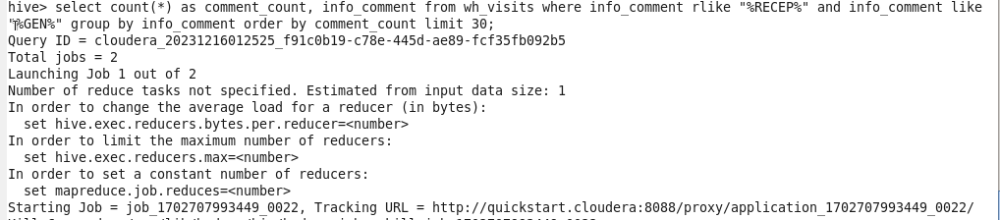 hive> select count(*) as comment_count, info_comment from wh_visits where info_comment rlike "%RECEP%" and info_comment like
"%GEN%" group by info_comment order by comment_count limit 30;
Query ID = cloudera_20231216012525_f91c0b19-c78e-445d-ae89-fcf35fb092b5
Total jobs = 2
Launching Job 1 out of 2
Number of reduce tasks not specified. Estimated from input data size: 1
In order to change the average load for a reducer (in bytes):
  set hive.exec.reducers.bytes.per.reducer=<number>
In order to limit the maximum number of reducers:
  set hive.exec.reducers.max=<number>
In order to set a constant number of reducers:
  set mapreduce.job.reduces=<number>
Starting Job = job_1702707993449_0022, Tracking URL = http://quickstart.cloudera:8088/proxy/application_1702707993449_0022/